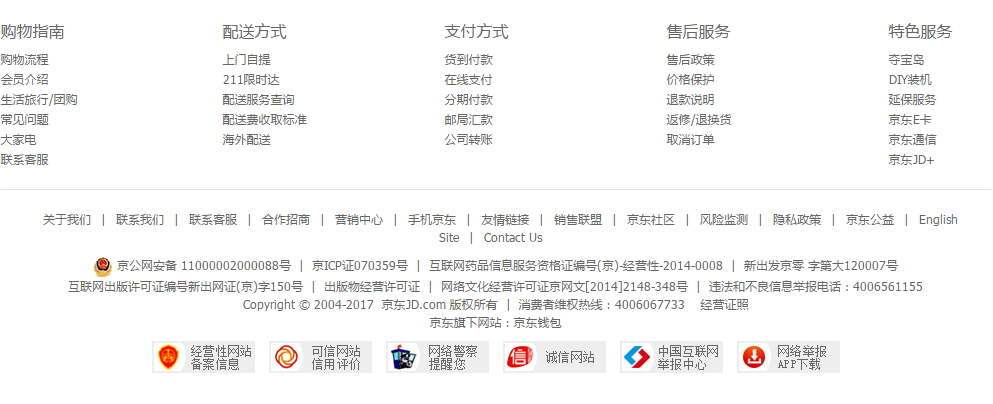 购物指南 配送方式 支付方式 售后服务 特色服务
购物流程 上门自提 货到付款 售后政策 夺宝岛
会员介绍 211限时达 在线支付 价格保护 DIY装机
生活旅行/团购 配送服务查询 分期付款 退款说明 延保服务
常见问题 配送费收取标准 邮局汇款 返修/退换货 京东E卡
大家电 海外配送 公司转账 取消订单 京东通信
联系客服 京东JD+
关于我们 | 联系我们 | 联系客服 | 合作招商 | 营销中心 | 手机京东 | 友情链接 | 销售联盟 | 京东社区 | 风险监测 | 隐私政策 | 京东公益 | English
Site | Contact Us
京公网安备 11000002000088号 | 京ICP证070359号 | 互联网药品信息服务资格证编号(京)-经营性-2014-0008 | 新出发京零 字第大120007号
互联网出版许可证编号新出网证(京)字150号 | 出版物经营许可证 | 网络文化经营许可证京网文[2014]2148-348号 | 违法和不良信息举报电话：4006561155
Copyright © 2004-2017 京东JD.com 版权所有 | 消费者维权热线：4006067733 经营证照
京东旗下网站：京东钱包
经营性网站 可信网站 网络警察 诚信网站 中国互联网 网络举报
备案信息 信用评价 提醒您 举报中心 APP下载